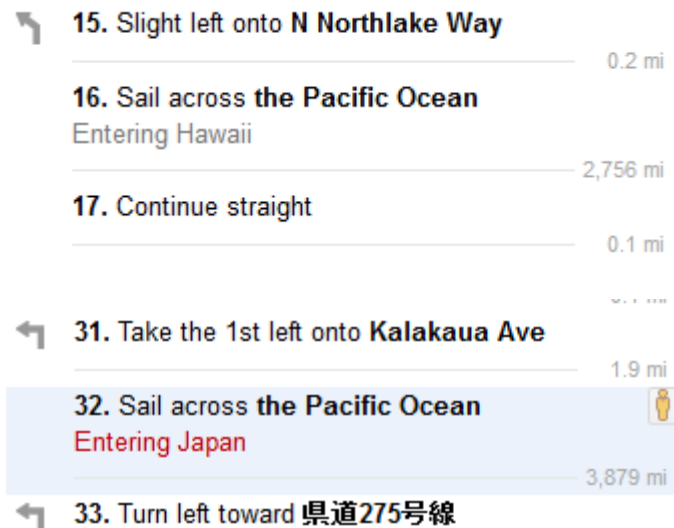 15. Slight left onto N Northlake Way
0.2 mi
16. Sail across the Pacific Ocean
Entering Hawaii
2,756 mi
17. Continue straight
0.1 mi
31. Take the 1st left onto Kalakaua Ave
1.9 mi
32. Sail across the Pacific Ocean
Entering Japan
3,879 mi
33. Turn left toward 県道275号線